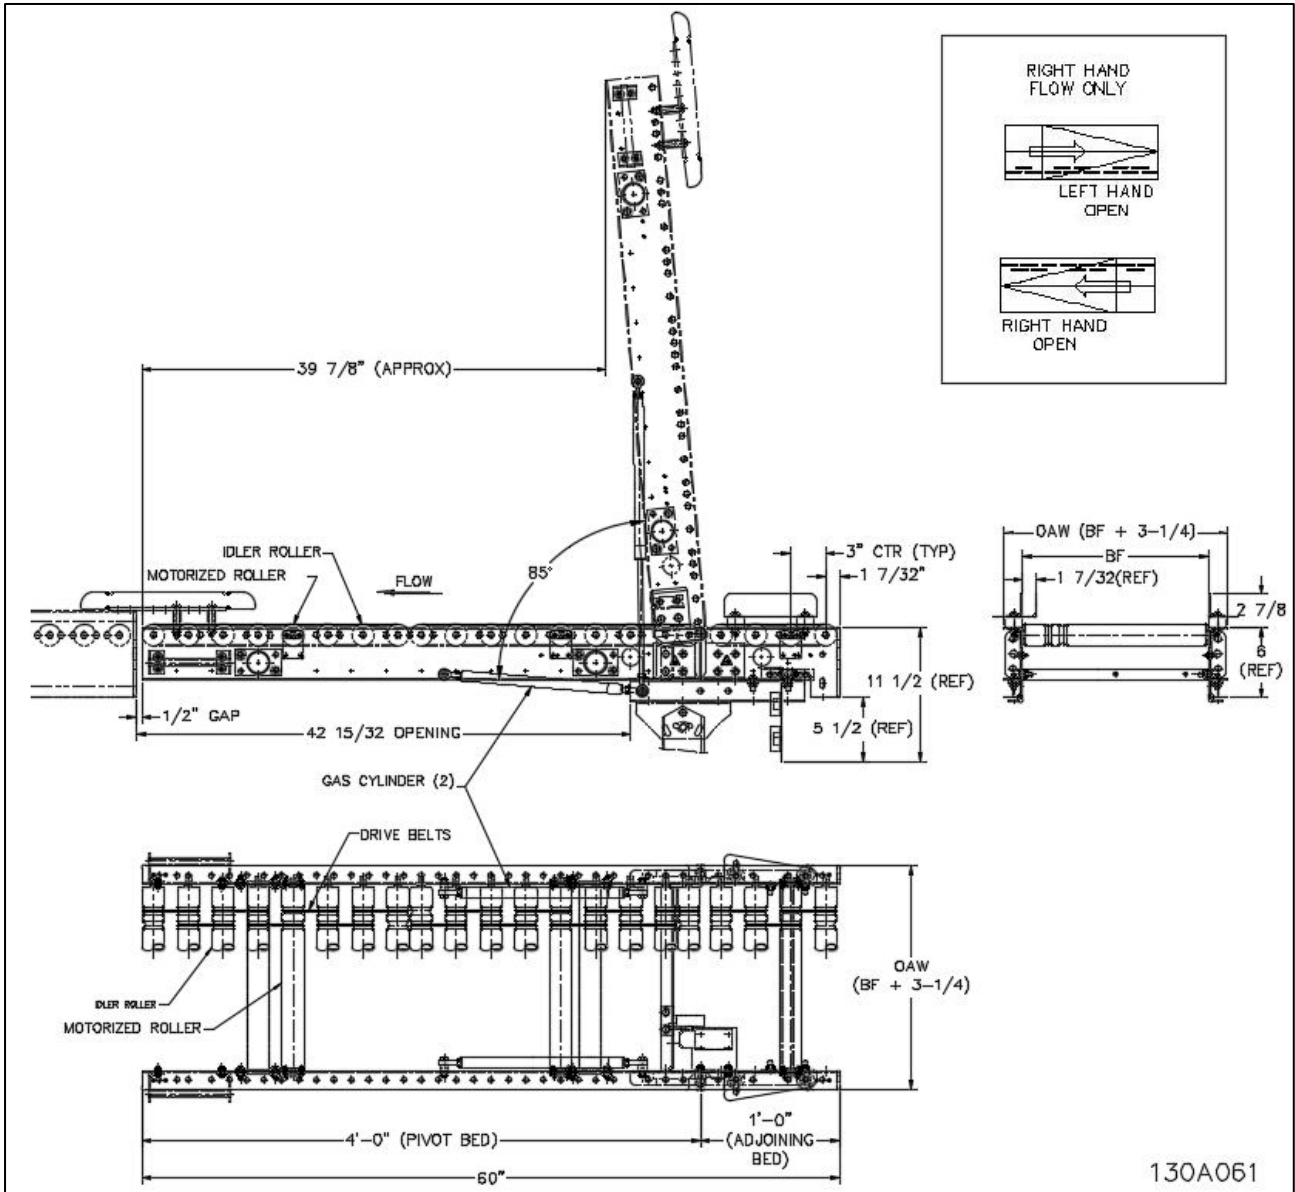 RIGHT HAND
FLOW ONLY
LEFT HAND
OPEN
RIGHT HAND
OPEN
39 7/8" (APPROX)
IDLER ROLLER
MOTORIZED ROLLER
FLOW
85°
3" CTR (TYP)
1 7/32"
OAW (BF + 3-1/4)
BF
1 7/32(REF)
2 7/8
6
(REF)
11 1/2 (REF)
5 1/2 (REF)
1/2" GAP
42 15/32 OPENING
GAS CYLINDER (2)
DRIVE BELTS
OAW
(BF + 3-1/4)
IDLER ROLLER
MOTORIZED ROLLER
4'-0" (PIVOT BED)
1'-0"
(ADJOINING
BED)
60"
130A061